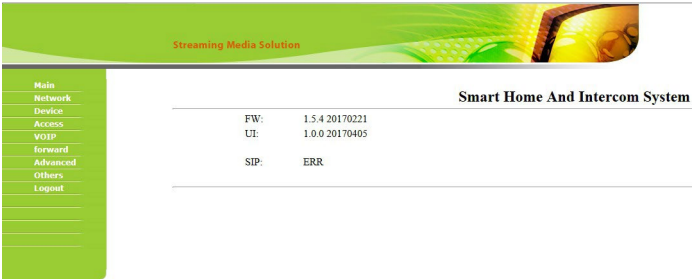 Streaming Media Solution
Main
Network
Device
Access
VOIP
forward
Advanced
Others
Logout
Smart Home And Intercom System
FW: 1.5.4 20170221
UI: 1.0.0 20170405
SIP: ERR